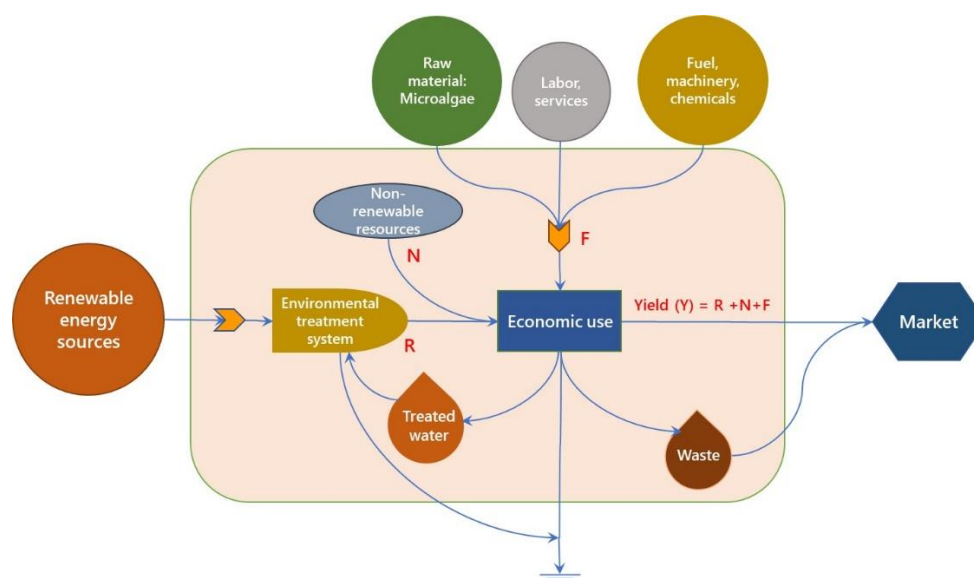 Raw
material:
Microalgae
Labor,
services
Fuel,
machinery,
chemicals
Non-
renewable
resources
N
F
Renewable
energy
sources
Environmental
treatment
system
R
Economic use
Yield (Y) = R +N+F
Market
Treated
water
Waste